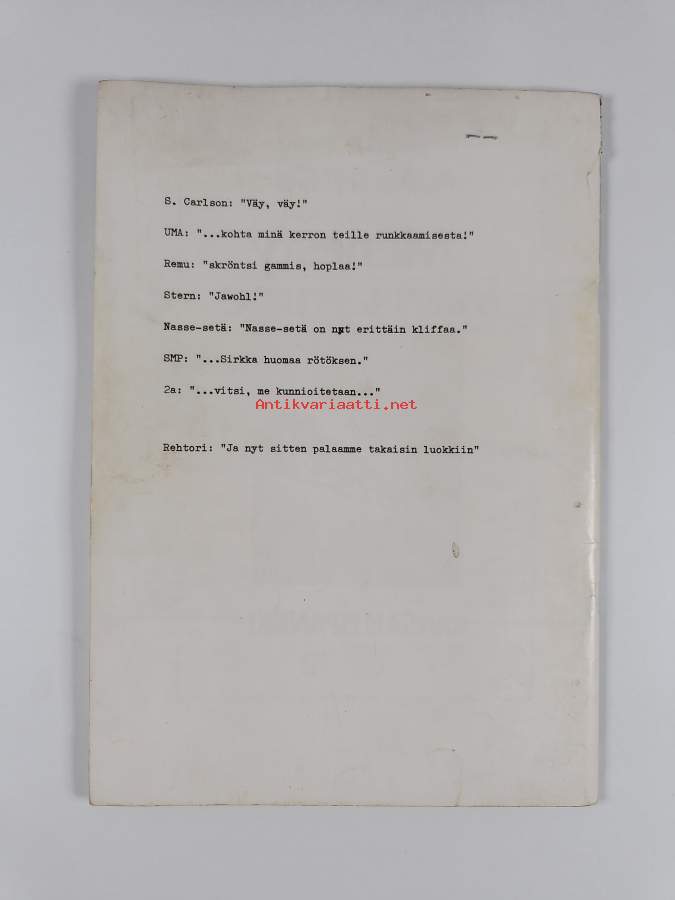 S. Carlson: "Väy, väy!"
UMA: "...kohta minä kerron teille runkkaamisesta!"
Remu: "skröntsi gammis, hoplaa!"
Stern: "Jawohl!"
Nasse-setä: "Nasse-setä on nyt erittäin kliffaa."
SMP: "...Sirkka huomaa rötöksen."
2a: "...vitsi, me kunnioitetaan..."
Antikvariaatti.net
Rehtori: "Ja nyt sitten palaamme takaisin luokkiin"